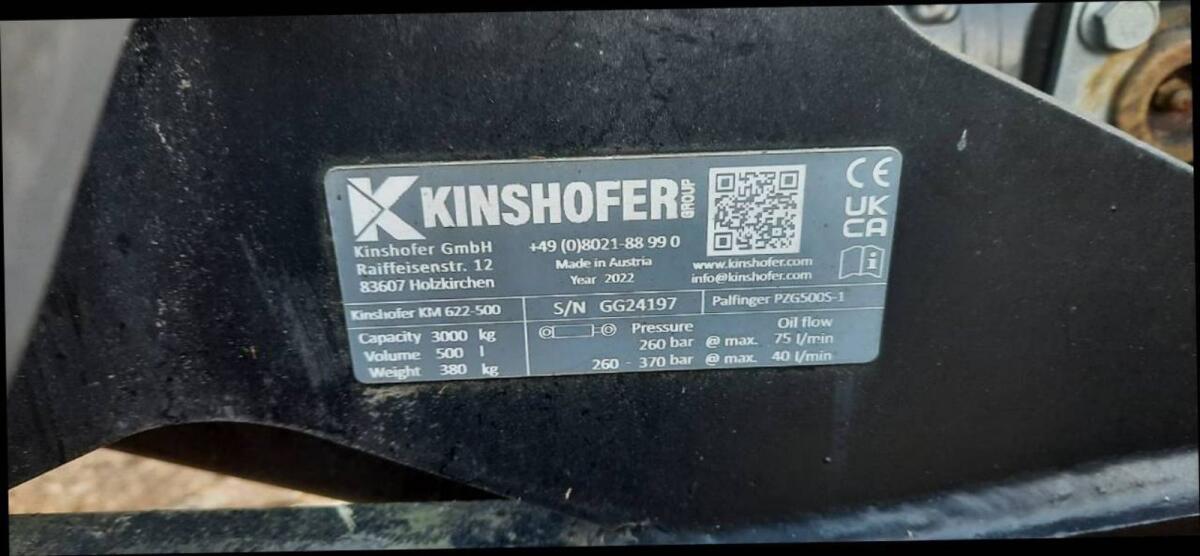 KINSHOFER GROUP
Kinshofer GmbH
Raiffeisenstr. 12
83607 Holzkirchen
+49 (0)8021-88 99 0
Made in Austria
Year 2022
www.kinshofer.com
info@kinshofer.com
CE
UK
CA
i
Kinshofer KM 622-500
S/N GG24197
Palfinger PZG500S-1
Capacity 3000 kg
Volume 500 l
Weight 380 kg
Pressure Oil flow
260 bar @ max. 75 l/min
260 - 370 bar @ max. 40 l/min